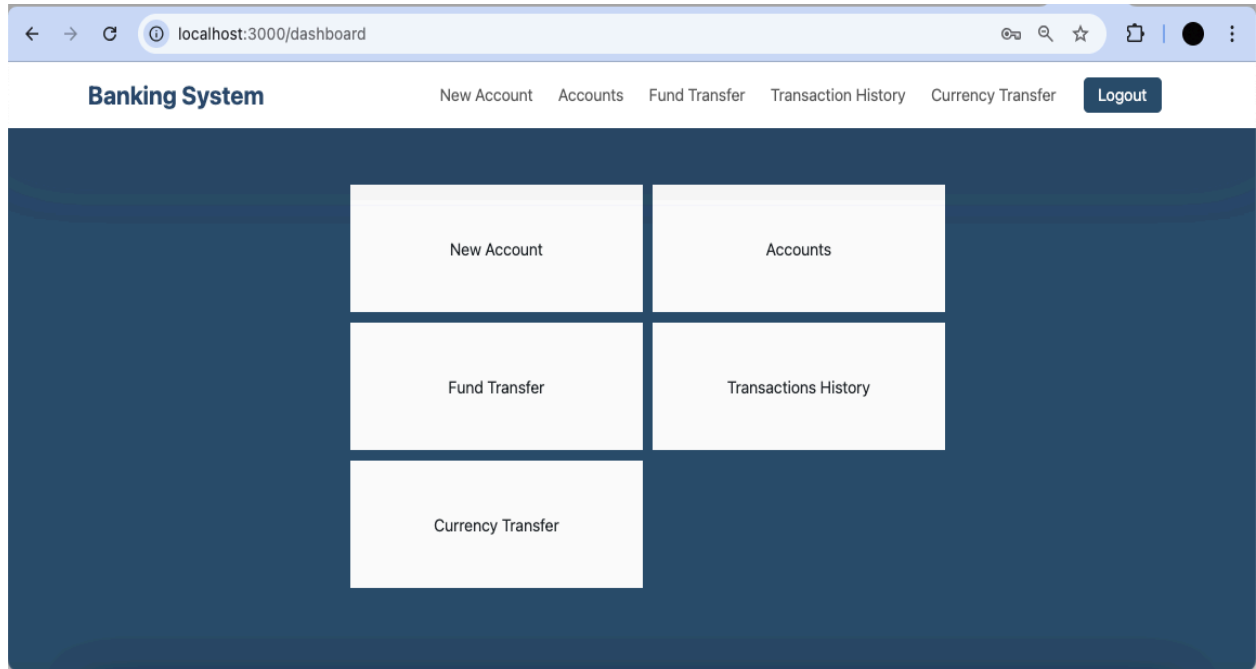 localhost:3000/dashboard
Banking System
New Account Accounts Fund Transfer Transaction History Currency Transfer Logout
New Account Accounts
Fund Transfer Transactions History
Currency Transfer